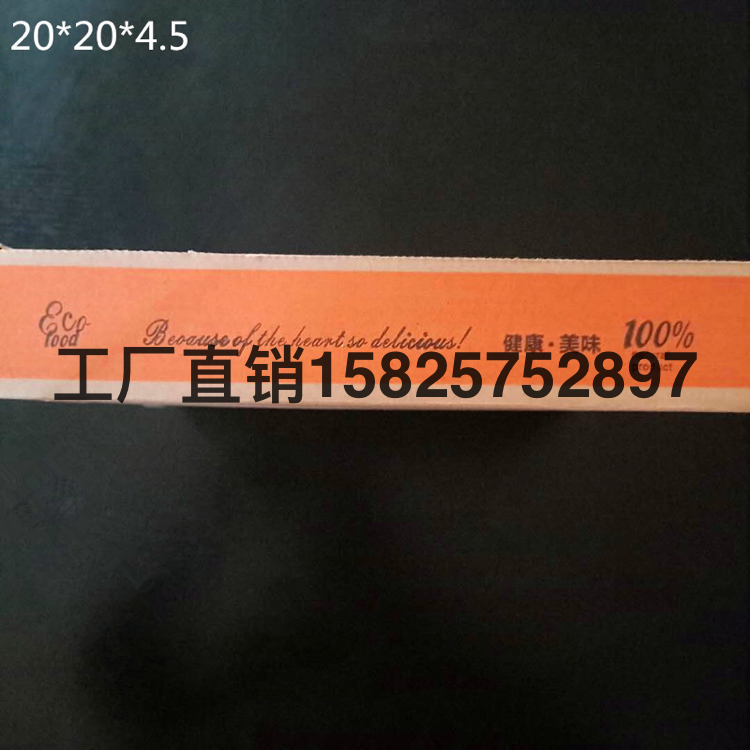 20*20*4.5
Eco
food
Because of the heart so delicious!
健康·美味
100%
product
工厂直销15825752897